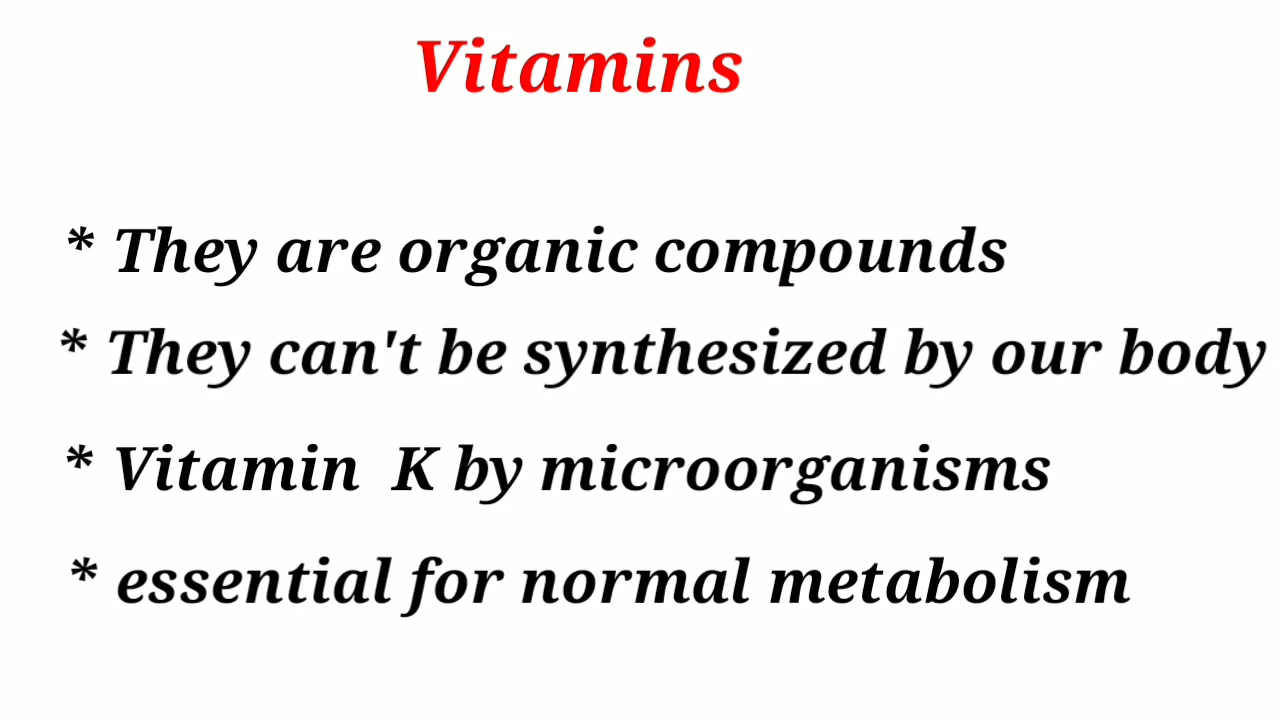 Vitamins
* They are organic compounds
* They can't be synthesized by our body
* Vitamin K by microorganisms
* essential for normal metabolism